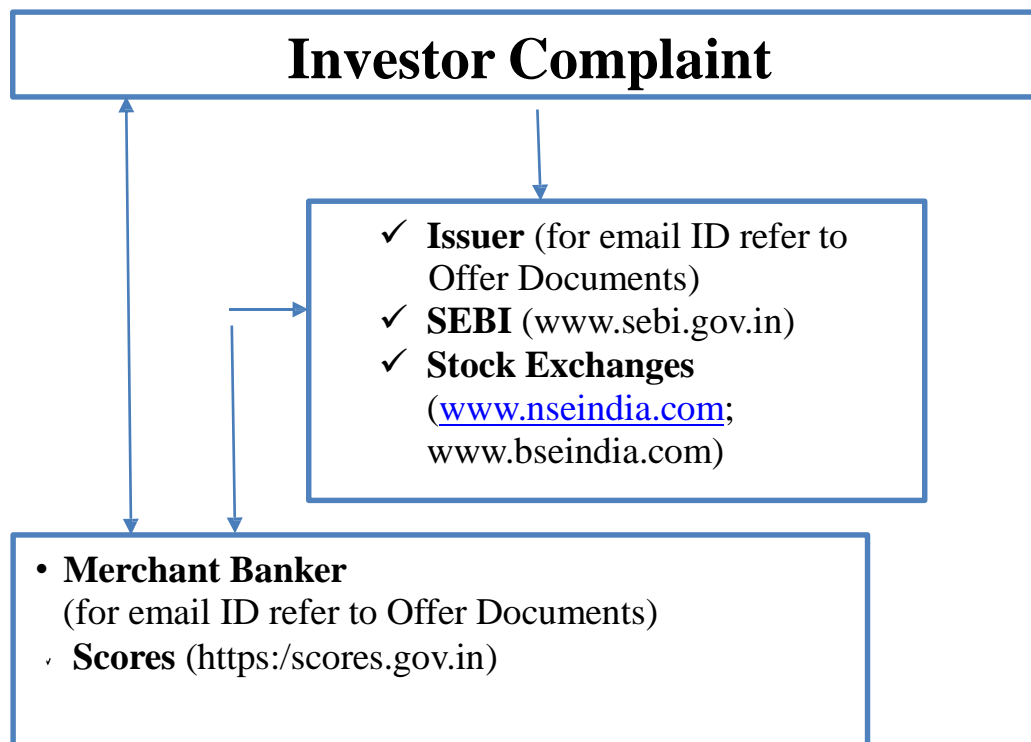 Investor Complaint
✓ Issuer (for email ID refer to
Offer Documents)
✓ SEBI (www.sebi.gov.in)
✓ Stock Exchanges
(www.nseindia.com;
www.bseindia.com)
• Merchant Banker
(for email ID refer to Offer Documents)
✓ Scores (https:/scores.gov.in)